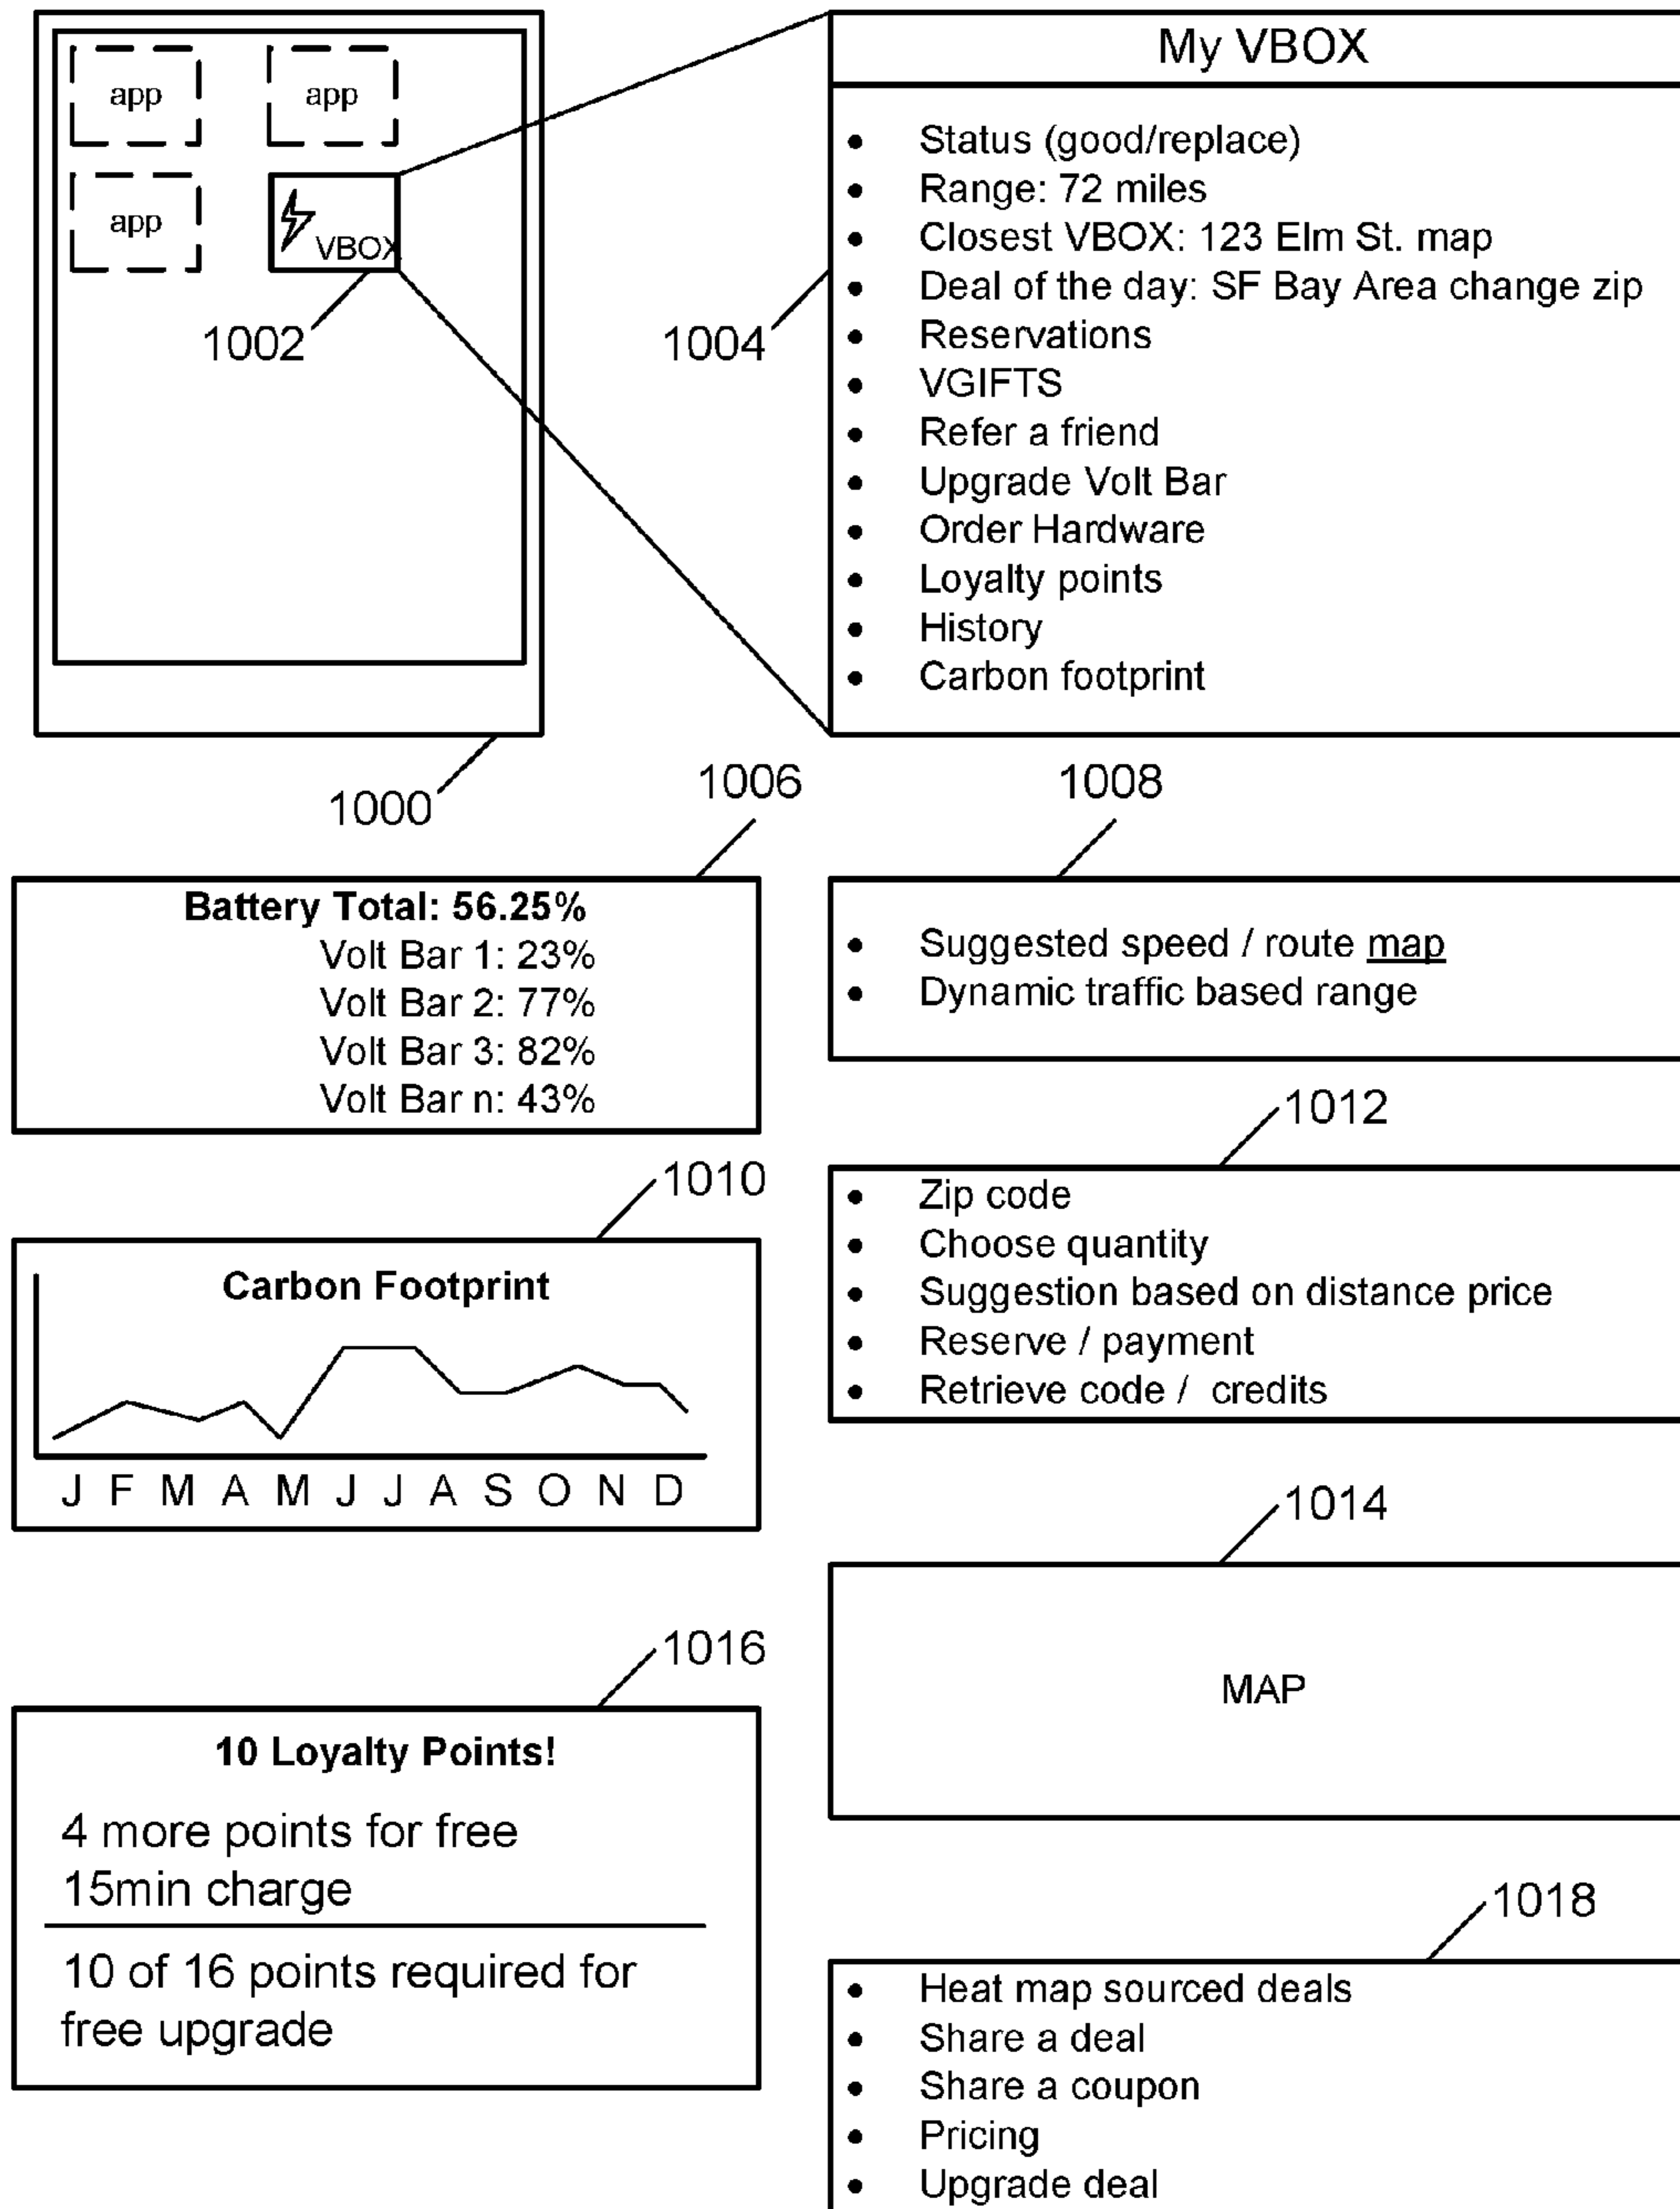 app
app
app
VBOX
1002
1000
My VBOX
• Status (good/replace)
• Range: 72 miles
• Closest VBOX: 123 Elm St. map
• Deal of the day: SF Bay Area change zip
• Reservations
• VGIFTS
• Refer a friend
• Upgrade Volt Bar
• Order Hardware
• Loyalty points
• History
• Carbon footprint
1004
1006
Battery Total: 56.25%
Volt Bar 1: 23%
Volt Bar 2: 77%
Volt Bar 3: 82%
Volt Bar n: 43%
1008
• Suggested speed / route map
• Dynamic traffic based range
1010
Carbon Footprint
J F M A M J J A S O N D
1012
• Zip code
• Choose quantity
• Suggestion based on distance price
• Reserve / payment
• Retrieve code / credits
1014
MAP
1016
10 Loyalty Points!
4 more points for free
15min charge
10 of 16 points required for
free upgrade
1018
• Heat map sourced deals
• Share a deal
• Share a coupon
• Pricing
• Upgrade deal